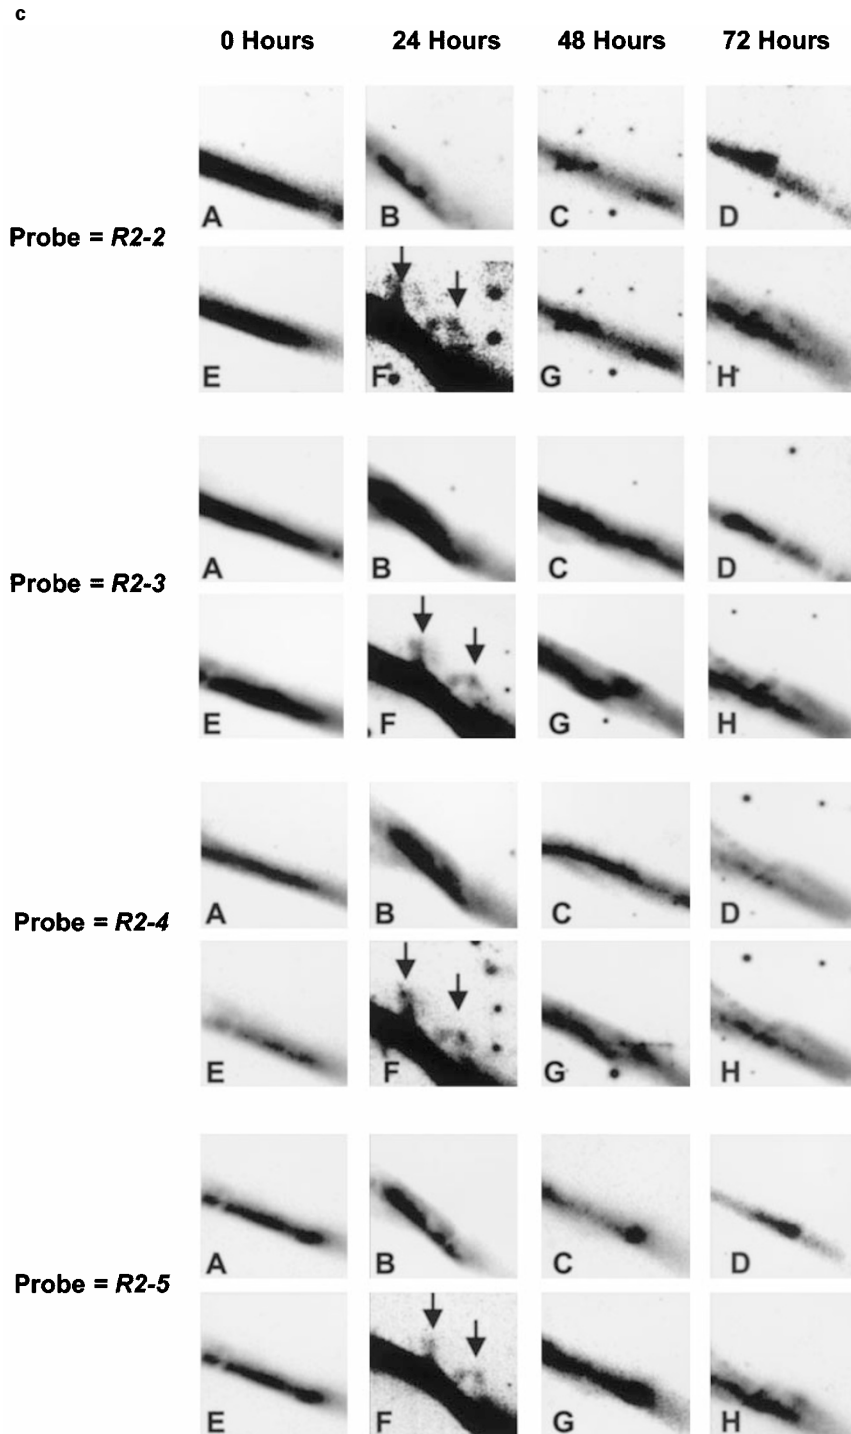 c
0 Hours 24 Hours 48 Hours 72 Hours
A B C D
Probe = R2-2
E F G H
A B C D
Probe = R2-3
E F G H
A B C D
Probe = R2-4
E F G H
A B C D
Probe = R2-5
E F G H